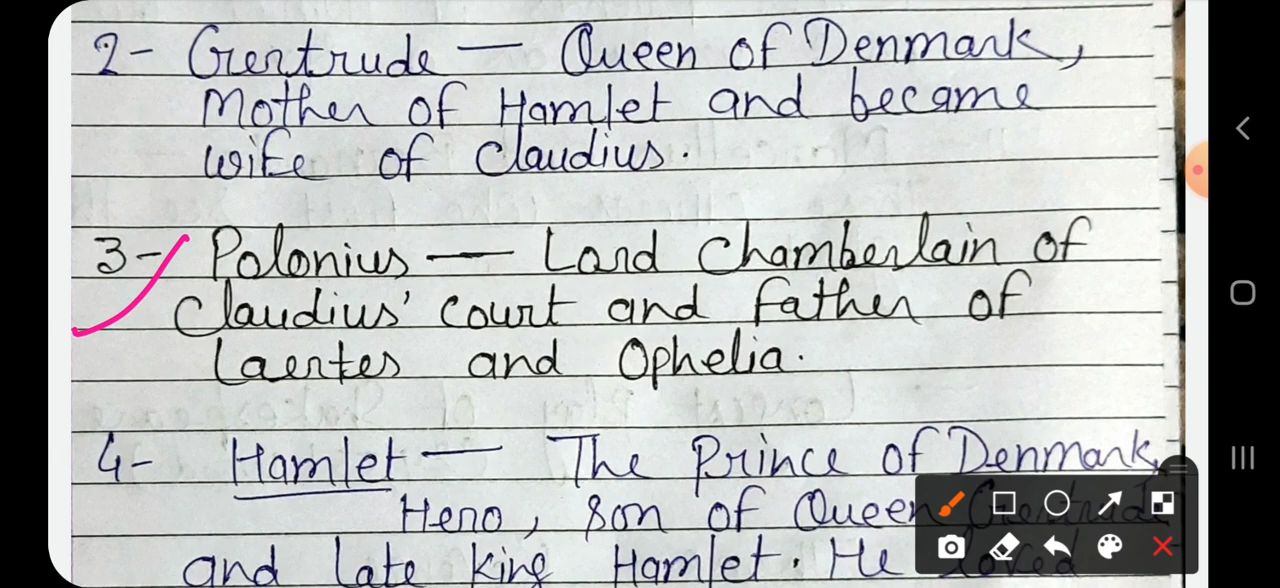 2- Gertrude — Queen of Denmark,
Mother of Hamlet and became
wife of Claudius.
3- Polonius — Lord Chamberlain of
Claudius' court and father of
Laertes and Ophelia.
4- Hamlet — The Prince of Denmark,
Hero, son of Queen Gertrude
and late king Hamlet. He loved